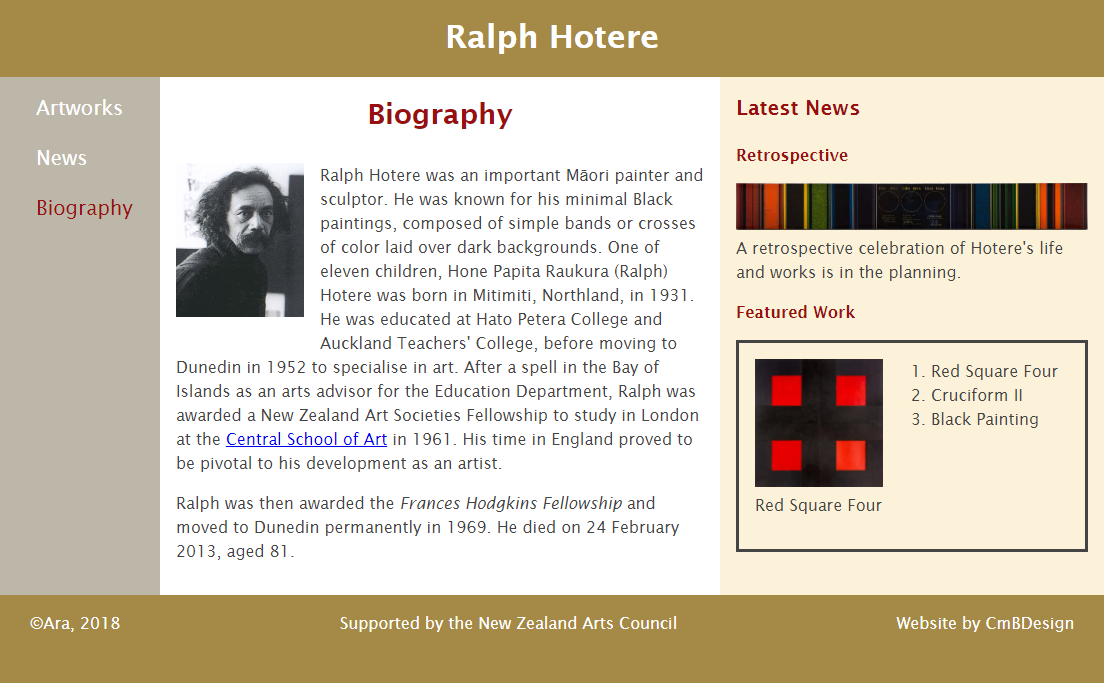 Ralph Hotere
Artworks
News
Biography
Biography
Ralph Hotere was an important Māori painter and
sculptor. He was known for his minimal Black
paintings, composed of simple bands or crosses
of color laid over dark backgrounds. One of
eleven children, Hone Papita Raukura (Ralph)
Hotere was born in Mitimiti, Northland, in 1931.
He was educated at Hato Petera College and
Auckland Teachers' College, before moving to
Dunedin in 1952 to specialise in art. After a spell in the Bay of
Islands as an arts advisor for the Education Department, Ralph was
awarded a New Zealand Art Societies Fellowship to study in London
at the Central School of Art in 1961. His time in England proved to
be pivotal to his development as an artist.
Ralph was then awarded the Frances Hodgkins Fellowship and
moved to Dunedin permanently in 1969. He died on 24 February
2013, aged 81.
Latest News
Retrospective
A retrospective celebration of Hotere's life
and works is in the planning.
Featured Work
Red Square Four
1. Red Square Four
2. Cruciform II
3. Black Painting
©Ara, 2018
Supported by the New Zealand Arts Council
Website by CmBDesign